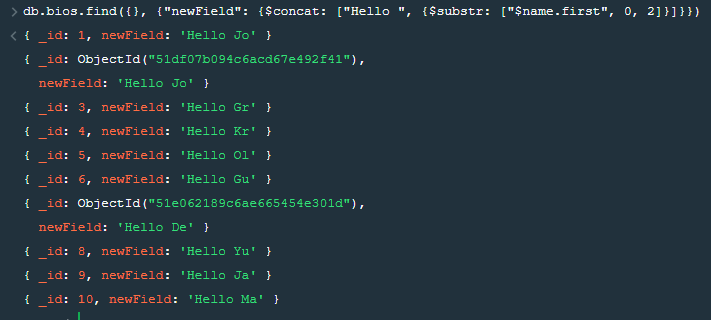 db.bios.find({}, {"newField": {$concat: ["Hello ", {$substr: ["$name.first", 0, 2]}]}})
{ _id: 1, newField: 'Hello Jo' }
{ _id: ObjectId("51df07b094c6acd67e492f41"),
newField: 'Hello Jo' }
{ _id: 3, newField: 'Hello Gr' }
{ _id: 4, newField: 'Hello Kr' }
{ _id: 5, newField: 'Hello Ol' }
{ _id: 6, newField: 'Hello Gu' }
{ _id: ObjectId("51e062189c6ae665454e301d"),
newField: 'Hello De' }
{ _id: 8, newField: 'Hello Yu' }
{ _id: 9, newField: 'Hello Ja' }
{ _id: 10, newField: 'Hello Ma' }